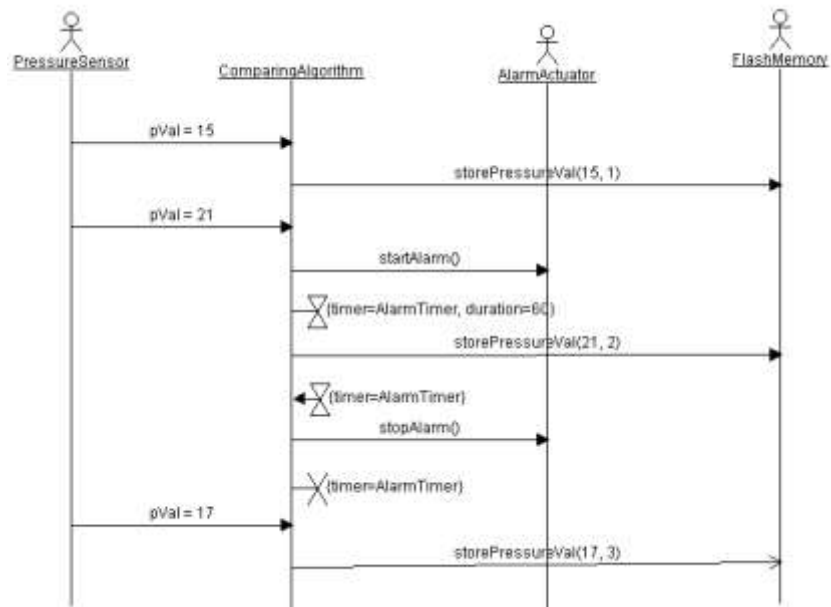 PressureSensor
ComparingAlgorithm
AlarmActuator
FlashMemory
pVal = 15
storePressureVal(15, 1)
pVal = 21
startAlarm()
{timer=AlarmTimer, duration=60}
storePressureVal(21, 2)
{timer=AlarmTimer}
stopAlarm()
{timer=AlarmTimer}
pVal = 17
storePressureVal(17, 3)